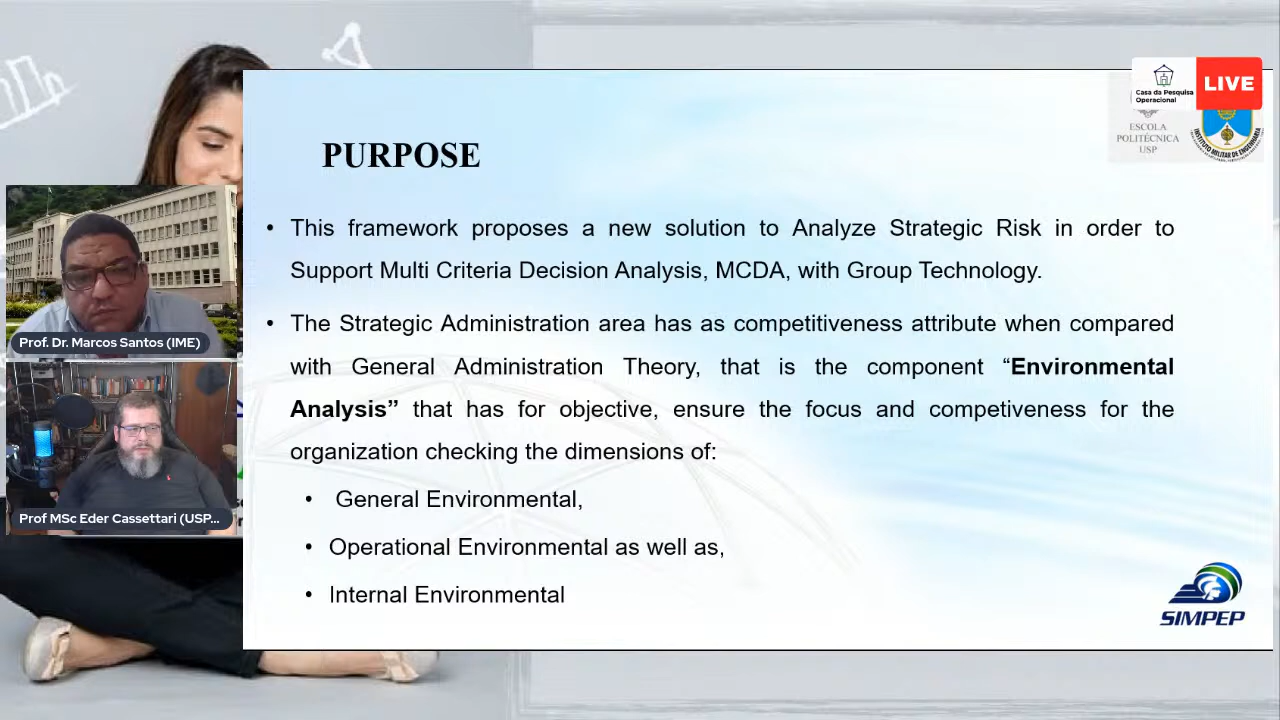 Casa da Pesquisa
Operacional
LIVE
ESCOLA
POLITÉCNICA
USP
INSTITUTO MILITAR DE ENGENHARIA
PURPOSE
• This framework proposes a new solution to Analyze Strategic Risk in order to
Support Multi Criteria Decision Analysis, MCDA, with Group Technology.
• The Strategic Administration area has as competitiveness attribute when compared
with General Administration Theory, that is the component “Environmental
Analysis” that has for objective, ensure the focus and competiveness for the
organization checking the dimensions of:
• General Environmental,
• Operational Environmental as well as,
• Internal Environmental
Prof. Dr. Marcos Santos (IME)
Prof MSc Eder Cassettari (USP...
SIMPEP